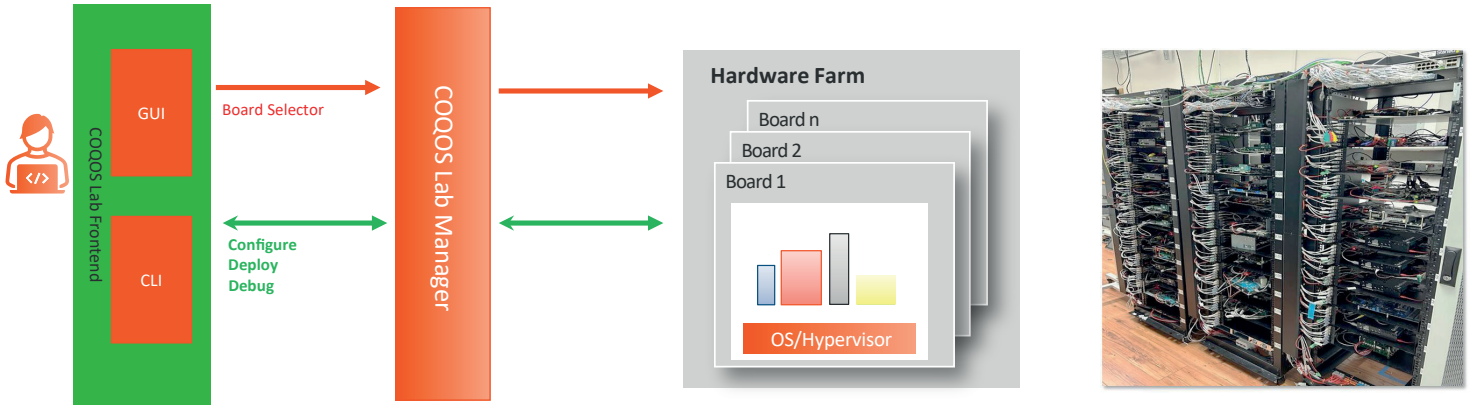 COQOS Lab Frontend
GUI
CLI
</>
Board Selector
Configure
Deploy
Debug
COQOS Lab Manager
Hardware Farm
Board n
Board 2
Board 1
OS/Hypervisor